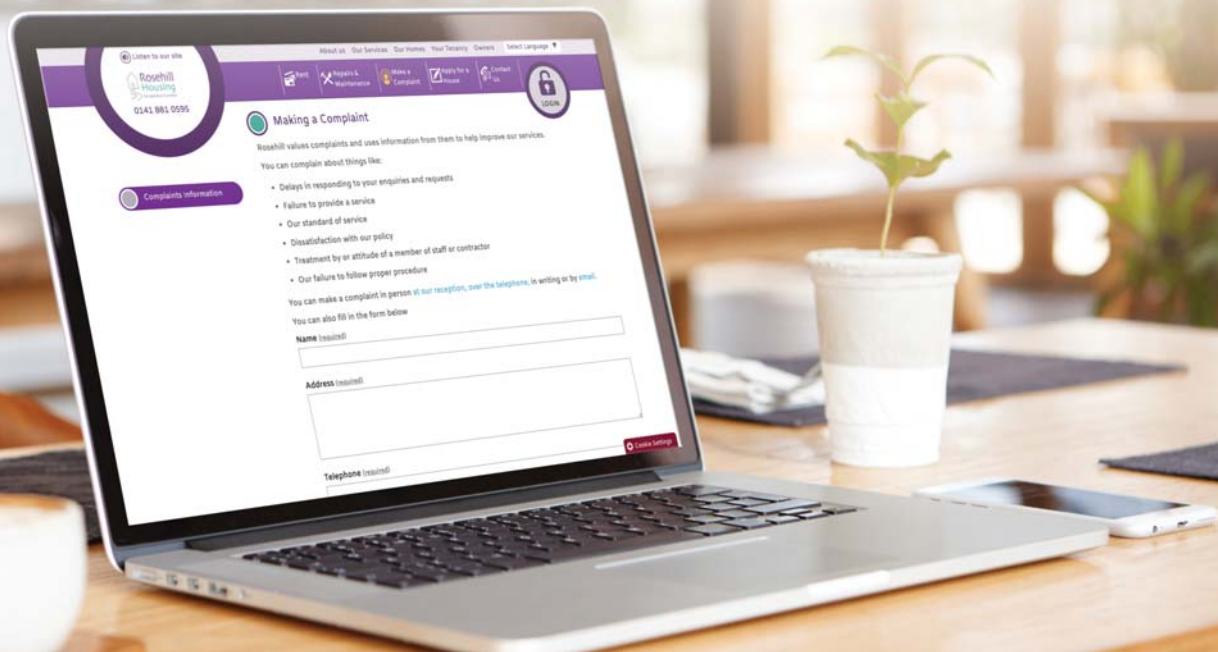 Listen to our site
Rosehill
Housing
0141 881 0595
About us Our Services Our Homes Your Tenancy Owners Select Language ▼
Rent
Repairs &
Maintenance
Make a
Complaint
Apply for a
House
Contact
Us
LOGIN
Complaints information
Making a Complaint
Rosehill values complaints and uses information from them to help improve our services.
You can complain about things like:
• Delays in responding to your enquiries and requests
• Failure to provide a service
• Our standard of service
• Dissatisfaction with our policy
• Treatment by or attitude of a member of staff or contractor
• Our failure to follow proper procedure
You can make a complaint in person at our reception, over the telephone, in writing or by email.
You can also fill in the form below
Name (required)
Address (required)
Telephone (required)
Cookie Settings